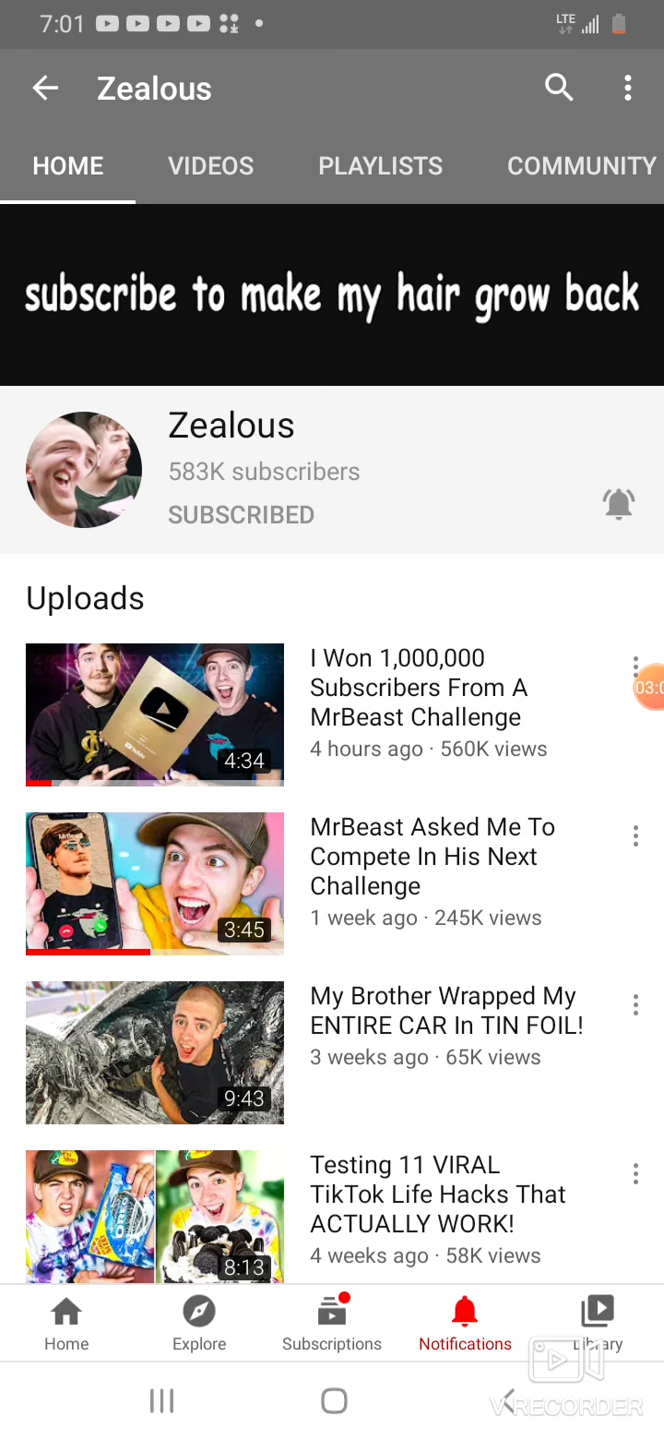 7:01
LTE
Zealous
HOME VIDEOS PLAYLISTS COMMUNITY
subscribe to make my hair grow back
Zealous
583K subscribers
SUBSCRIBED
Uploads
I Won 1,000,000
Subscribers From A
MrBeast Challenge
4 hours ago · 560K views
4:34
MrBeast Asked Me To
Compete In His Next
Challenge
1 week ago · 245K views
3:45
My Brother Wrapped My
ENTIRE CAR In TIN FOIL!
3 weeks ago · 65K views
9:43
Testing 11 VIRAL
TikTok Life Hacks That
ACTUALLY WORK!
4 weeks ago · 58K views
8:13
Home Explore Subscriptions Notifications Library
V RECORDER